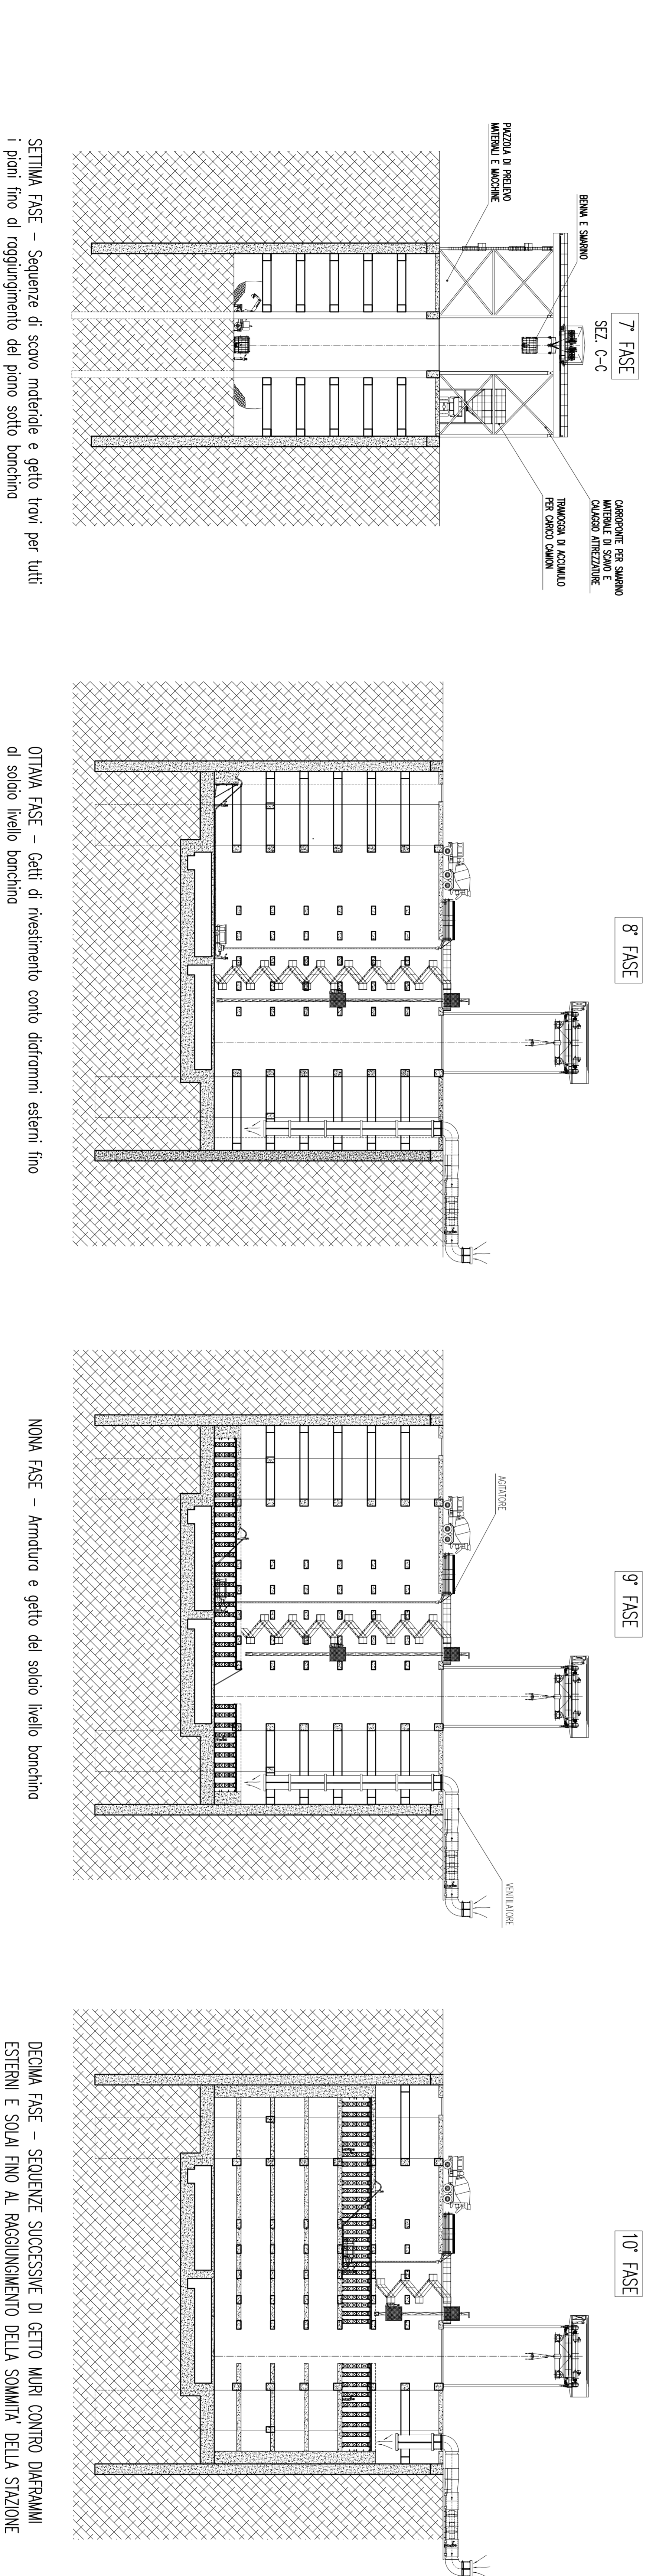 7° FASE
SEZ. C-C
CARROPONTE PER SMARINO
MATERIALE DI SCAVO E
CALAGGIO ATTREZZATURE
BENNA E SMARINO
PIAZZOLA DI PRELIEVO
MATERIALI E MACCHINE
TRAMOGGIA DI ACCUMULO
PER CARICO CAMION
SETTIMA FASE – Sequenze di scavo materiale e getto travi per tutti
i piani fino al raggiungimento del piano sotto banchina
8° FASE
OTTAVA FASE – Getti di rivestimento conto diaframmi esterni fino
al solaio livello banchina
9° FASE
AGITATORE
VENTILATORE
NONA FASE – Armatura e getto del solaio livello banchina
10° FASE
DECIMA FASE – SEQUENZE SUCCESSIVE DI GETTO MURI CONTRO DIAFRAMMI
ESTERNI E SOLAI FINO AL RAGGIUNGIMENTO DELLA SOMMITA' DELLA STAZIONE